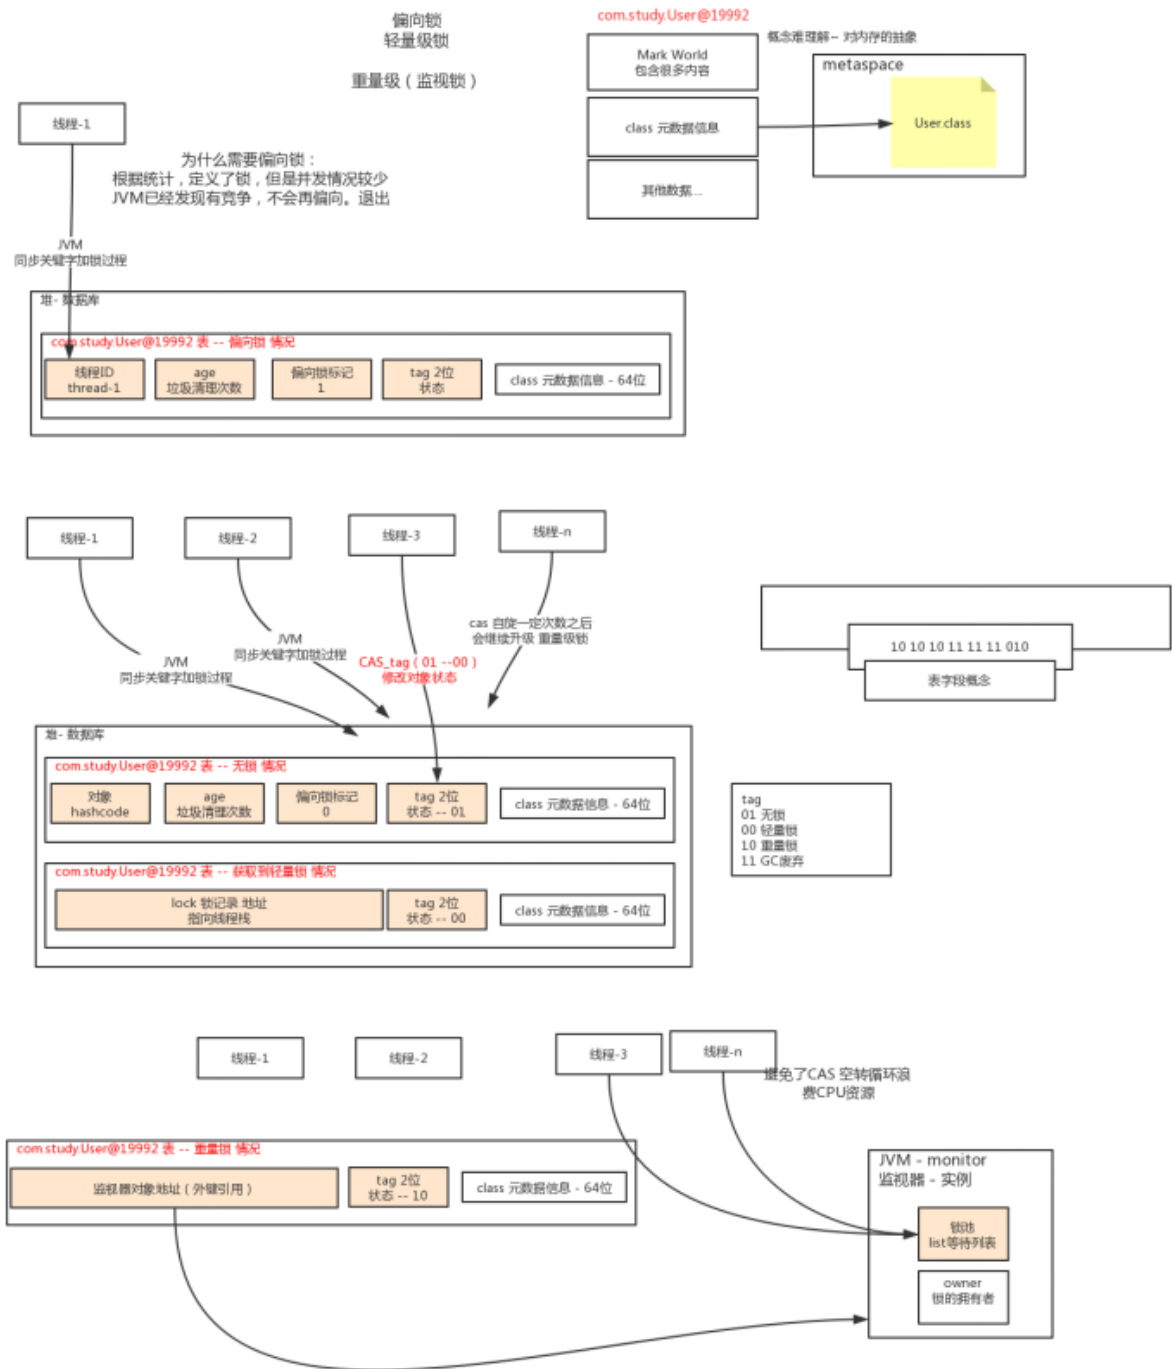 偏向锁
轻量级锁
重量级（监视锁）
com.study.User@19992
Mark World
包含很多内容
概念难理解-- 对内存的抽象
metaspace
class 元数据信息
User.class
其他数据...
线程-1
为什么需要偏向锁：
根据统计，定义了锁，但是并发情况较少
JVM已经发现有竞争，不会再偏向。退出
JVM
同步关键字加锁过程
堆- 数据库
com.study.User@19992 表 -- 偏向锁 情况
线程ID
thread-1
age
垃圾清理次数
偏向锁标记
1
tag 2位
状态
class 元数据信息 - 64位
线程-1
线程-2
线程-3
线程-n
cas 自旋一定次数之后
会继续升级 重量级锁
JVM
同步关键字加锁过程
JVM
同步关键字加锁过程
CAS_tag（01 --00）
修改对象状态
10 10 10 11 11 11 010
表字段概念
堆- 数据库
com.study.User@19992 表 -- 无锁 情况
对象
hashcode
age
垃圾清理次数
偏向锁标记
0
tag 2位
状态 -- 01
class 元数据信息 - 64位
tag
01 无锁
00 轻量锁
10 重量锁
11 GC废弃
com.study.User@19992 表 -- 获取到轻量锁 情况
lock 锁记录 地址
指向线程栈
tag 2位
状态 -- 00
class 元数据信息 - 64位
线程-1
线程-2
线程-3
线程-n
避免了CAS 空转循环浪
费CPU资源
com.study.User@19992 表 -- 重量锁 情况
监视器对象地址（外键引用）
tag 2位
状态 -- 10
class 元数据信息 - 64位
JVM - monitor
监视器 - 实例
锁池
list等待列表
owner
锁的拥有者